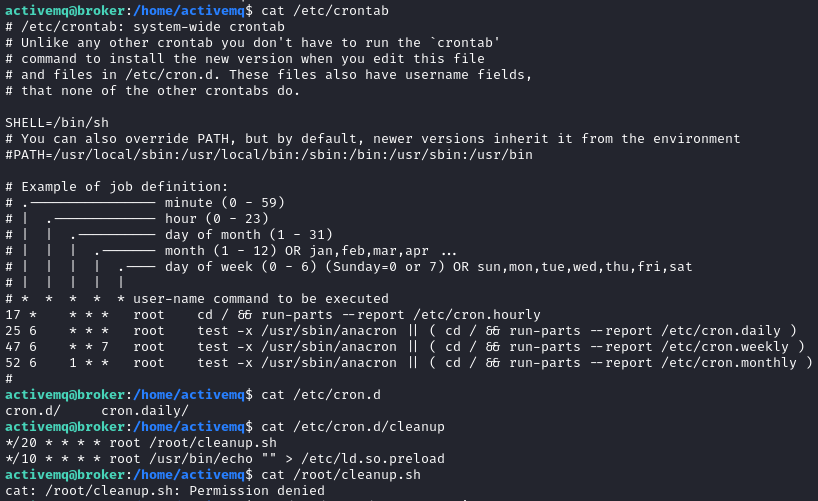 activemq@broker:/home/activemq$ cat /etc/crontab
# /etc/crontab: system-wide crontab
# Unlike any other crontab you don't have to run the `crontab'
# command to install the new version when you edit this file
# and files in /etc/cron.d. These files also have username fields,
# that none of the other crontabs do.

SHELL=/bin/sh
# You can also override PATH, but by default, newer versions inherit it from the environment
#PATH=/usr/local/sbin:/usr/local/bin:/sbin:/bin:/usr/sbin:/usr/bin

# Example of job definition:
# .---------------- minute (0 - 59)
# |  .------------- hour (0 - 23)
# |  |  .---------- day of month (1 - 31)
# |  |  |  .------- month (1 - 12) OR jan,feb,mar,apr ...
# |  |  |  |  .---- day of week (0 - 6) (Sunday=0 or 7) OR sun,mon,tue,wed,thu,fri,sat
# |  |  |  |  |
# *  *  *  *  * user-name command to be executed
17 *    * * *   root    cd / && run-parts --report /etc/cron.hourly
25 6    * * *   root    test -x /usr/sbin/anacron || ( cd / && run-parts --report /etc/cron.daily )
47 6    * * 7   root    test -x /usr/sbin/anacron || ( cd / && run-parts --report /etc/cron.weekly )
52 6    1 * *   root    test -x /usr/sbin/anacron || ( cd / && run-parts --report /etc/cron.monthly )
#
activemq@broker:/home/activemq$ cat /etc/cron.d
cron.d/     cron.daily/
activemq@broker:/home/activemq$ cat /etc/cron.d/cleanup
*/20 * * * * root /root/cleanup.sh
*/10 * * * * root /usr/bin/echo "" > /etc/ld.so.preload
activemq@broker:/home/activemq$ cat /root/cleanup.sh
cat: /root/cleanup.sh: Permission denied